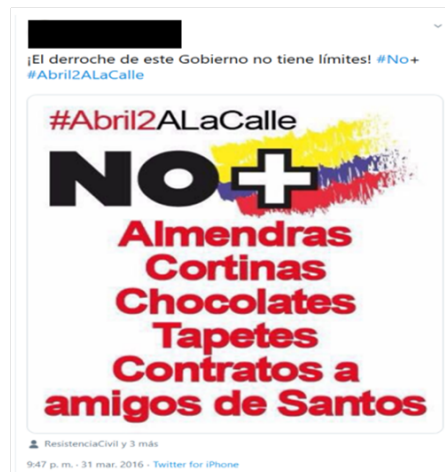 ¡El derroche de este Gobierno no tiene límites! #No+
#Abril2ALaCalle
#Abril2ALaCalle
NO+
Almendras
Cortinas
Chocolates
Tapetes
Contratos a
amigos de Santos
ResistenciaCivil y 3 más
9:47 p. m. · 31 mar. 2016 · Twitter for iPhone